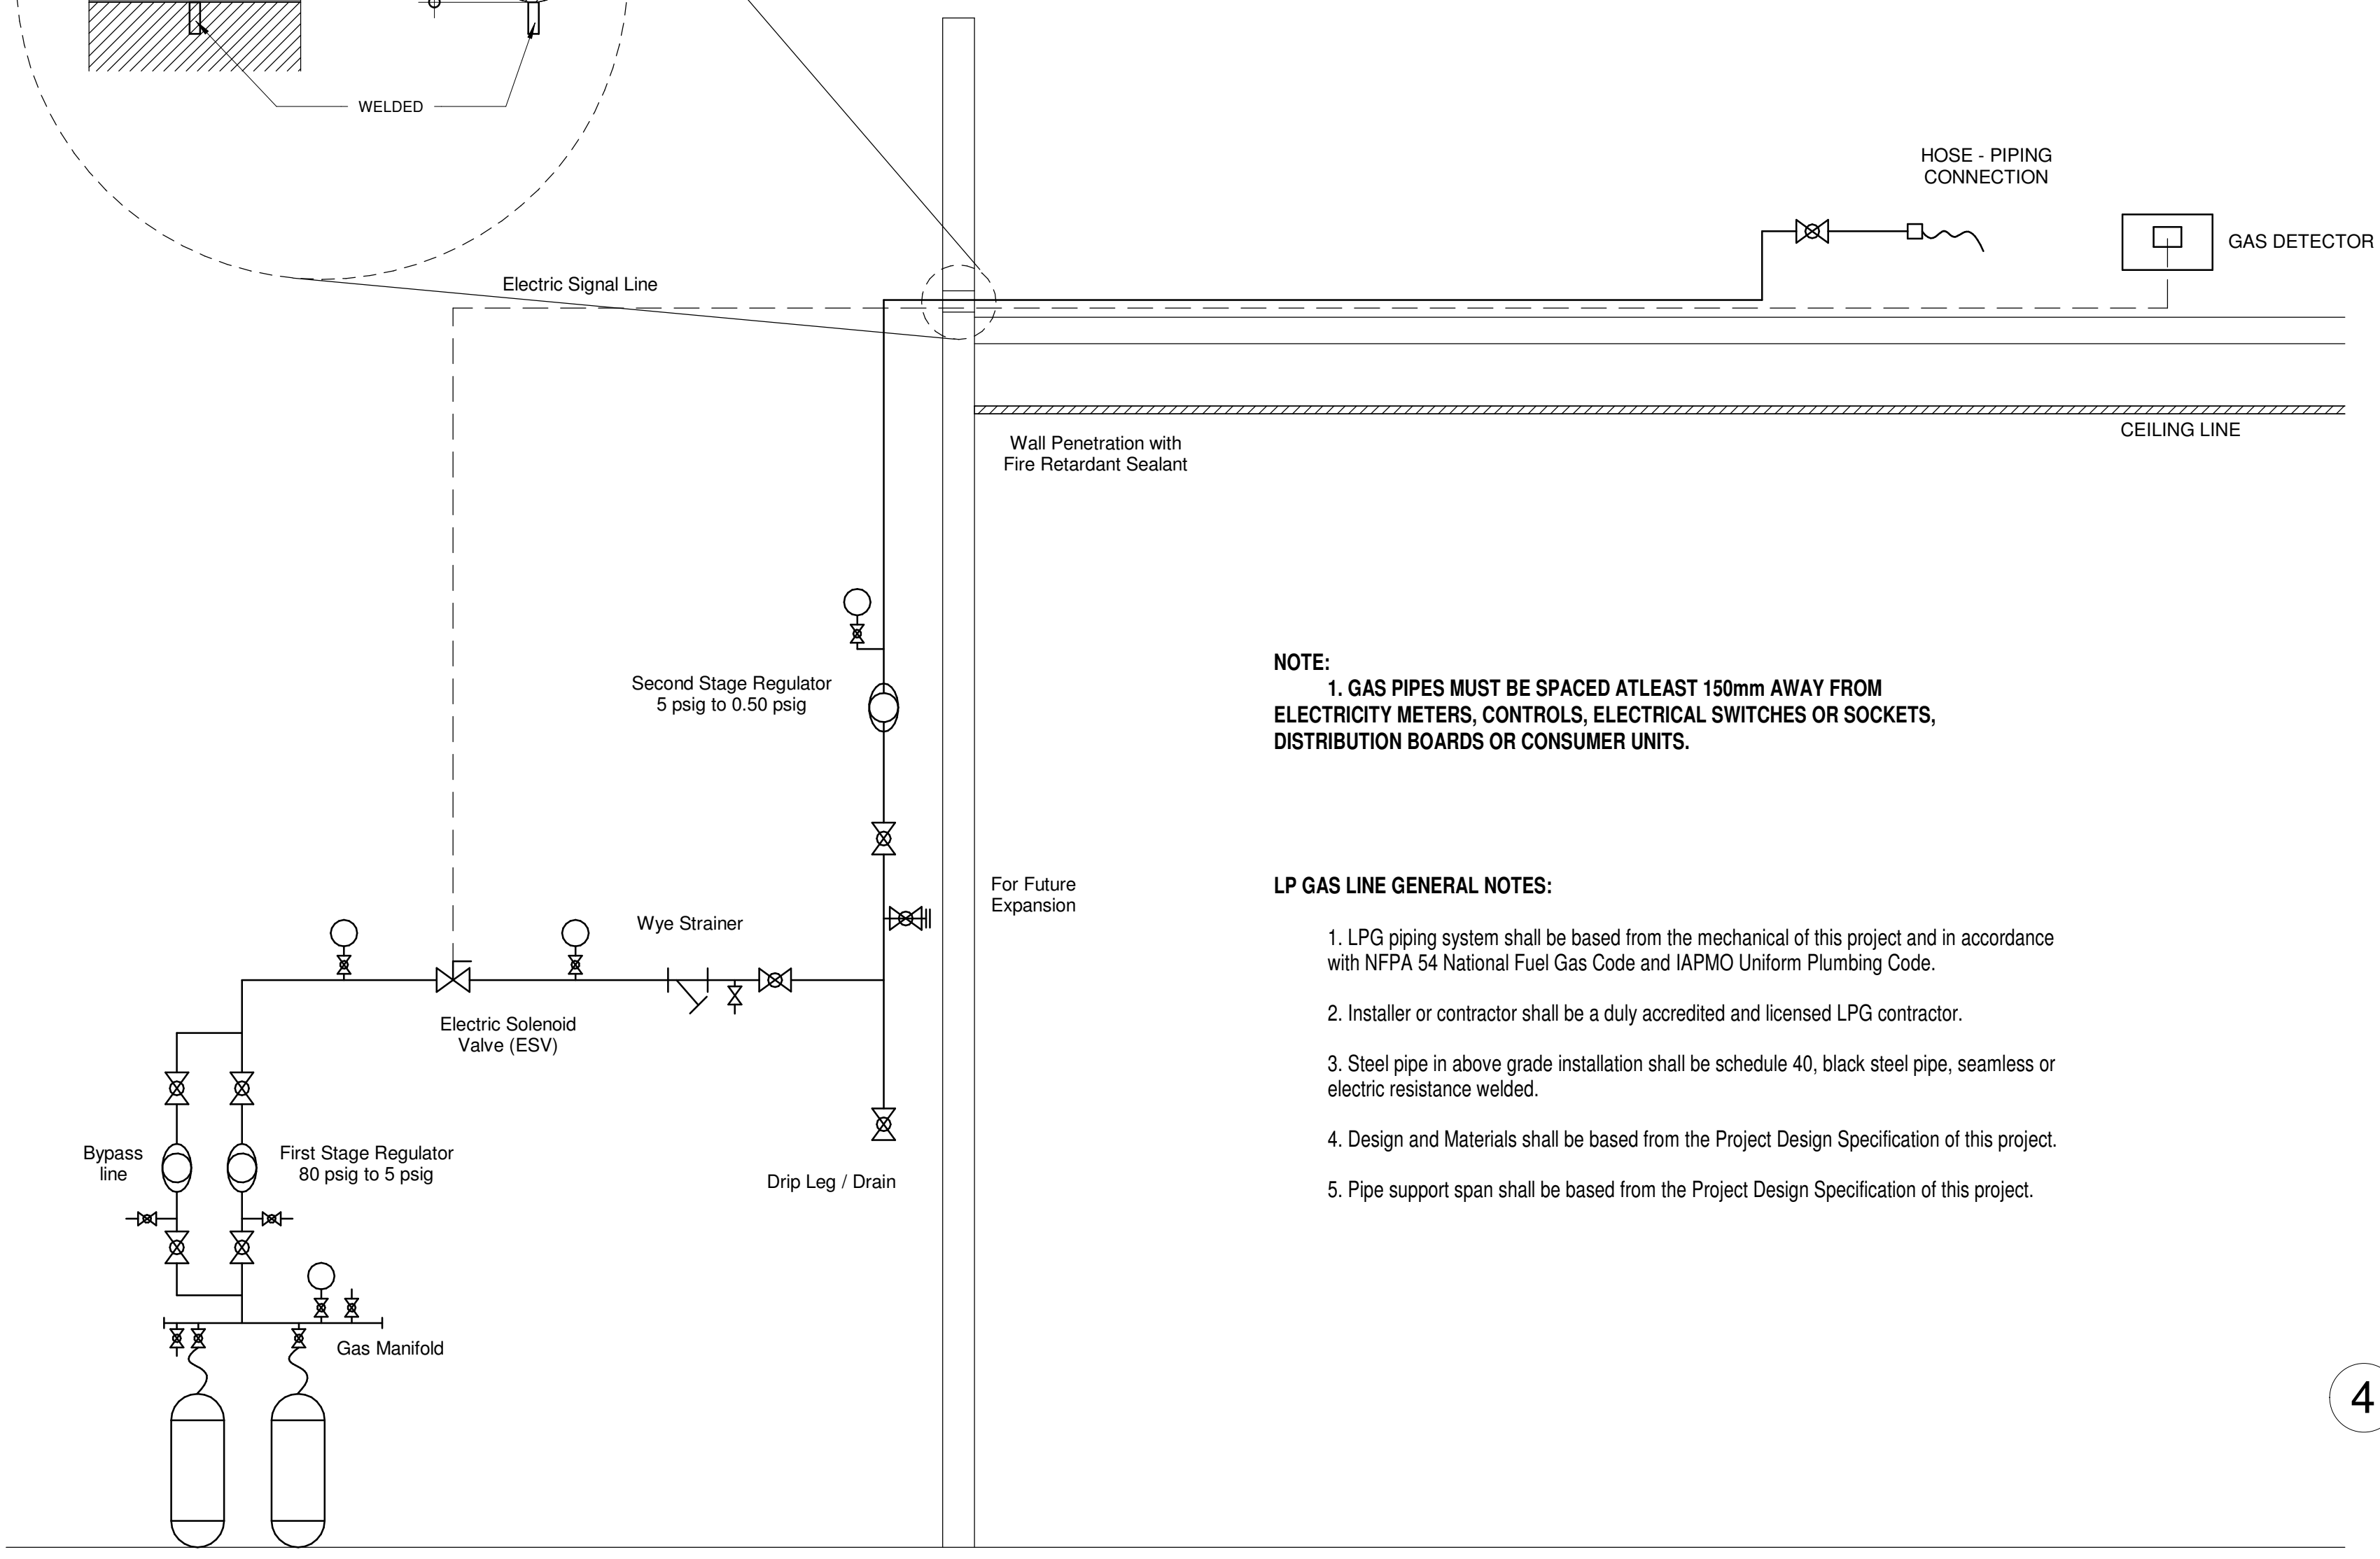 WELDED
HOSE - PIPING
CONNECTION
GAS DETECTOR
Electric Signal Line
CEILING LINE
Wall Penetration with
Fire Retardant Sealant
Second Stage Regulator
5 psig to 0.50 psig
NOTE:
1. GAS PIPES MUST BE SPACED ATLEAST 150mm AWAY FROM
ELECTRICITY METERS, CONTROLS, ELECTRICAL SWITCHES OR SOCKETS,
DISTRIBUTION BOARDS OR CONSUMER UNITS.
For Future
Expansion
Wye Strainer
Electric Solenoid
Valve (ESV)
Bypass
line
First Stage Regulator
80 psig to 5 psig
Drip Leg / Drain
Gas Manifold
LP GAS LINE GENERAL NOTES:
1. LPG piping system shall be based from the mechanical of this project and in accordance
with NFPA 54 National Fuel Gas Code and IAPMO Uniform Plumbing Code.
2. Installer or contractor shall be a duly accredited and licensed LPG contractor.
3. Steel pipe in above grade installation shall be schedule 40, black steel pipe, seamless or
electric resistance welded.
4. Design and Materials shall be based from the Project Design Specification of this project.
5. Pipe support span shall be based from the Project Design Specification of this project.
4